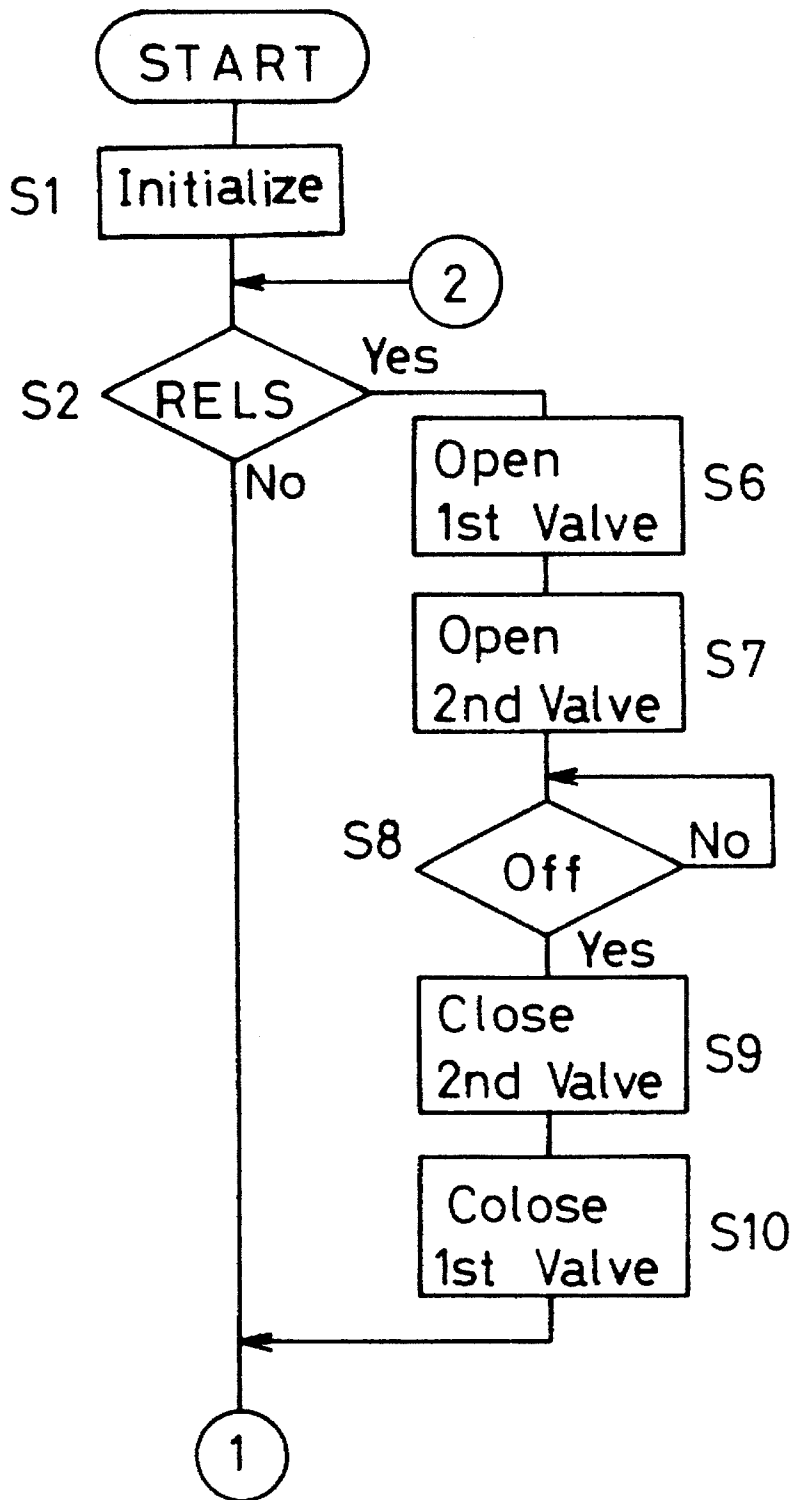 START
S1
Initialize
2
Yes
S2
RELS
No
Open
1st Valve
S6
Open
2nd Valve
S7
S8
Off
No
Yes
Close
2nd Valve
S9
Colose
1st Valve
S10
1